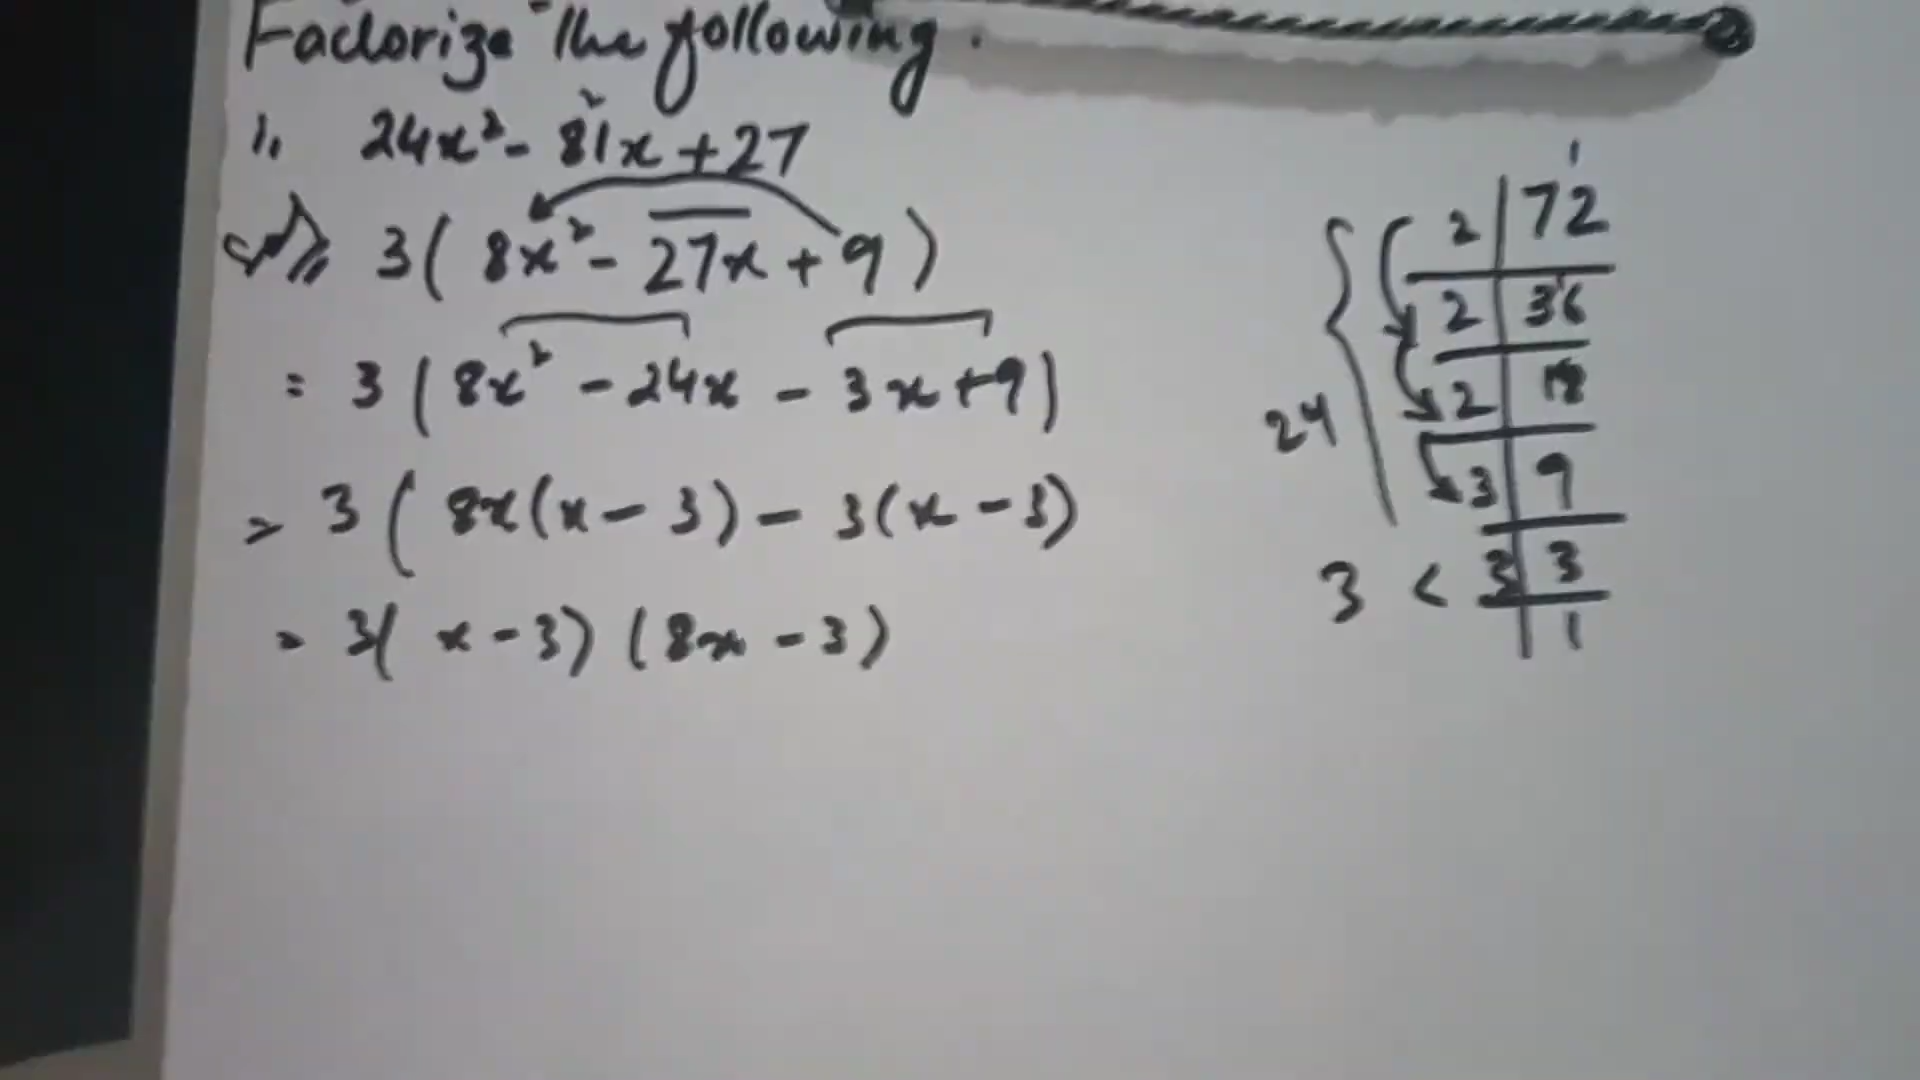 Factorize the following.
1. 24x² - 81x + 27
3( 8x² - 27x + 9 )
= 3 ( 8x² - 24x - 3x + 9 )
= 3 ( 8x(x - 3) - 3(x - 3)
= 3( x - 3) (8x - 3)
2 | 72
2 | 36
2 | 18
3 | 9
3 | 3
1
24
3 <